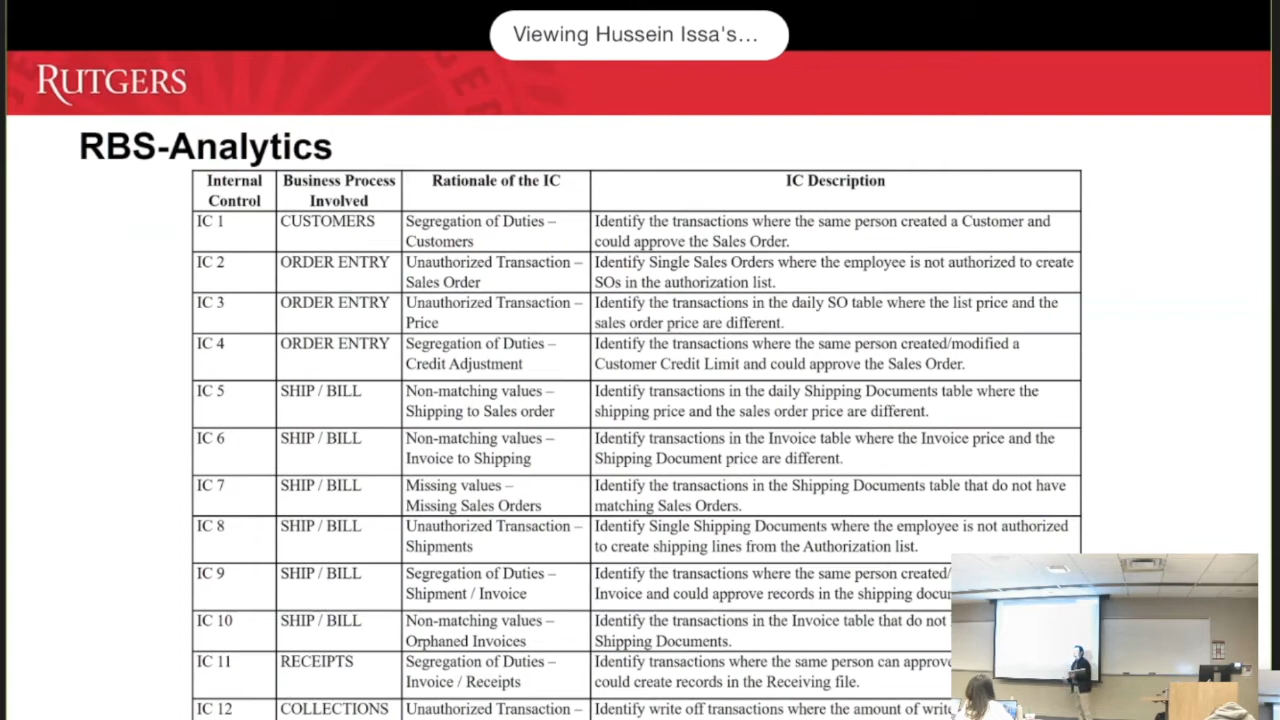 Viewing Hussein Issa's...
RUTGERS
RBS-Analytics
Internal Control | Business Process Involved | Rationale of the IC | IC Description
IC 1 | CUSTOMERS | Segregation of Duties – Customers | Identify the transactions where the same person created a Customer and could approve the Sales Order.
IC 2 | ORDER ENTRY | Unauthorized Transaction – Sales Order | Identify Single Sales Orders where the employee is not authorized to create SOs in the authorization list.
IC 3 | ORDER ENTRY | Unauthorized Transaction – Price | Identify the transactions in the daily SO table where the list price and the sales order price are different.
IC 4 | ORDER ENTRY | Segregation of Duties – Credit Adjustment | Identify the transactions where the same person created/modified a Customer Credit Limit and could approve the Sales Order.
IC 5 | SHIP / BILL | Non-matching values – Shipping to Sales order | Identify transactions in the daily Shipping Documents table where the shipping price and the sales order price are different.
IC 6 | SHIP / BILL | Non-matching values – Invoice to Shipping | Identify transactions in the Invoice table where the Invoice price and the Shipping Document price are different.
IC 7 | SHIP / BILL | Missing values – Missing Sales Orders | Identify the transactions in the Shipping Documents table that do not have matching Sales Orders.
IC 8 | SHIP / BILL | Unauthorized Transaction – Shipments | Identify Single Shipping Documents where the employee is not authorized to create shipping lines from the Authorization list.
IC 9 | SHIP / BILL | Segregation of Duties – Shipment / Invoice | Identify the transactions where the same person created/ Invoice and could approve records in the shipping
IC 10 | SHIP / BILL | Non-matching values – Orphaned Invoices | Identify the transactions in the Invoice table that do not Shipping Documents.
IC 11 | RECEIPTS | Segregation of Duties – Invoice / Receipts | Identify transactions where the same person can approve could create records in the Receiving file.
IC 12 | COLLECTIONS | Unauthorized Transaction – | Identify write off transactions where the amount of write